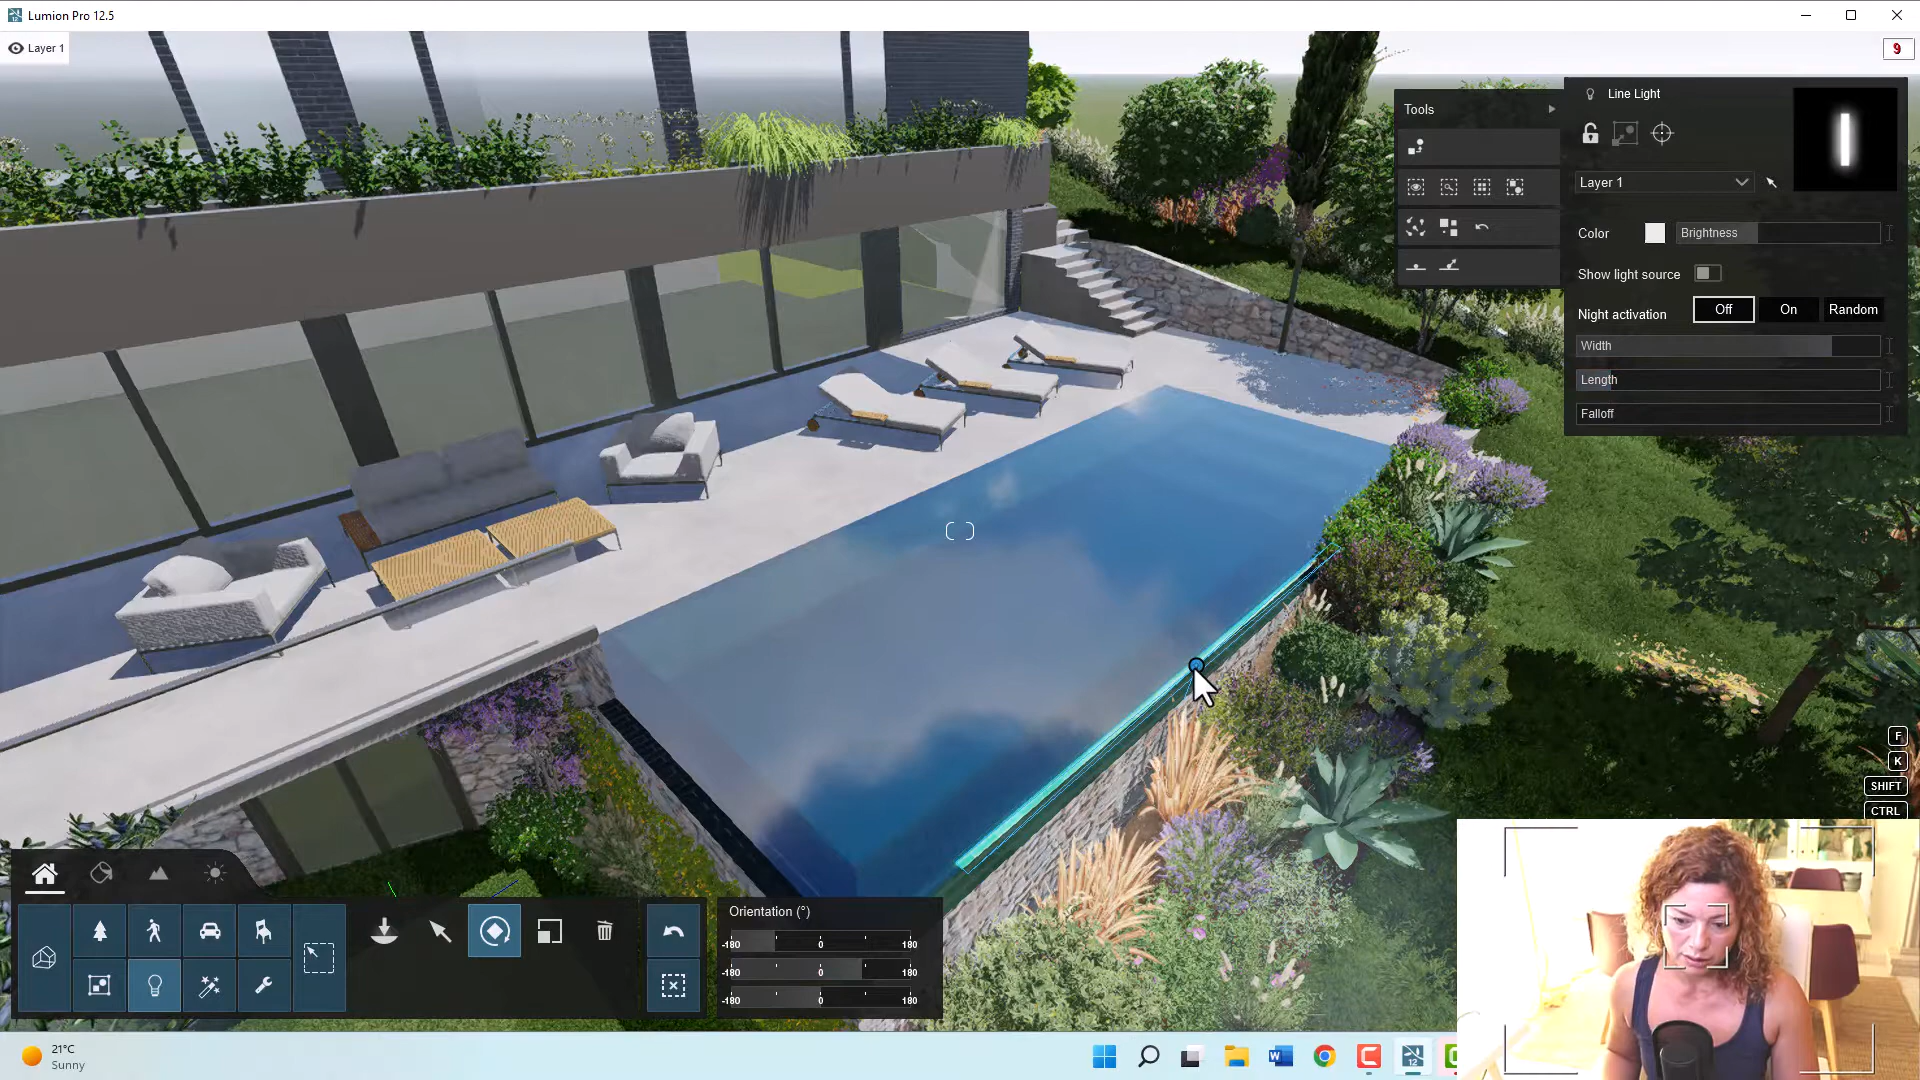 Lumion Pro 12.5
Layer 1
9
Tools
Line Light
Layer 1
Color
Brightness
Show light source
Night activation
Off
On
Random
Width
Length
Falloff
F
K
SHIFT
CTRL
Orientation (°)
-180 0 180
-180 0 180
-180 0 180
21°C
Sunny
12
W
C
12